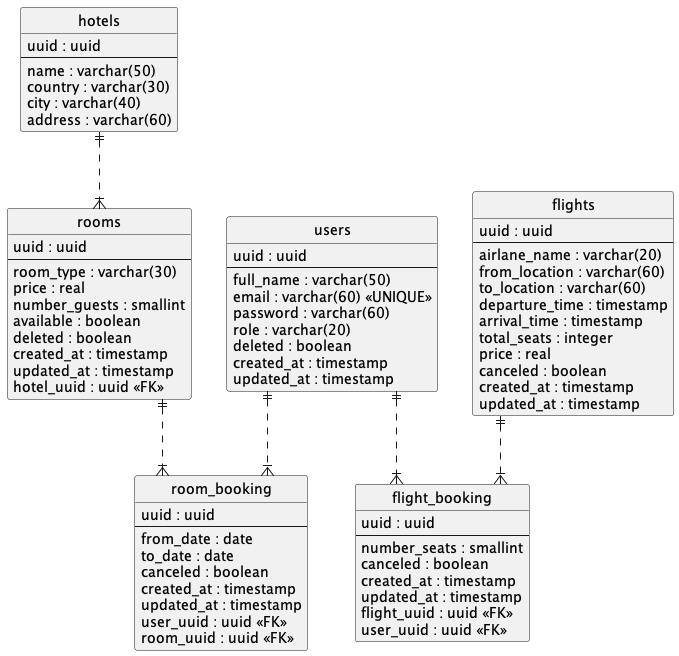 hotels
uuid : uuid
name : varchar(50)
country : varchar(30)
city : varchar(40)
address : varchar(60)
rooms
uuid : uuid
room_type : varchar(30)
price : real
number_guests : smallint
available : boolean
deleted : boolean
created_at : timestamp
updated_at : timestamp
hotel_uuid : uuid «FK»
users
uuid : uuid
full_name : varchar(50)
email : varchar(60) «UNIQUE»
password : varchar(60)
role : varchar(20)
deleted : boolean
created_at : timestamp
updated_at : timestamp
flights
uuid : uuid
airlane_name : varchar(20)
from_location : varchar(60)
to_location : varchar(60)
departure_time : timestamp
arrival_time : timestamp
total_seats : integer
price : real
canceled : boolean
created_at : timestamp
updated_at : timestamp
room_booking
uuid : uuid
from_date : date
to_date : date
canceled : boolean
created_at : timestamp
updated_at : timestamp
user_uuid : uuid «FK»
room_uuid : uuid «FK»
flight_booking
uuid : uuid
number_seats : smallint
canceled : boolean
created_at : timestamp
updated_at : timestamp
flight_uuid : uuid «FK»
user_uuid : uuid «FK»